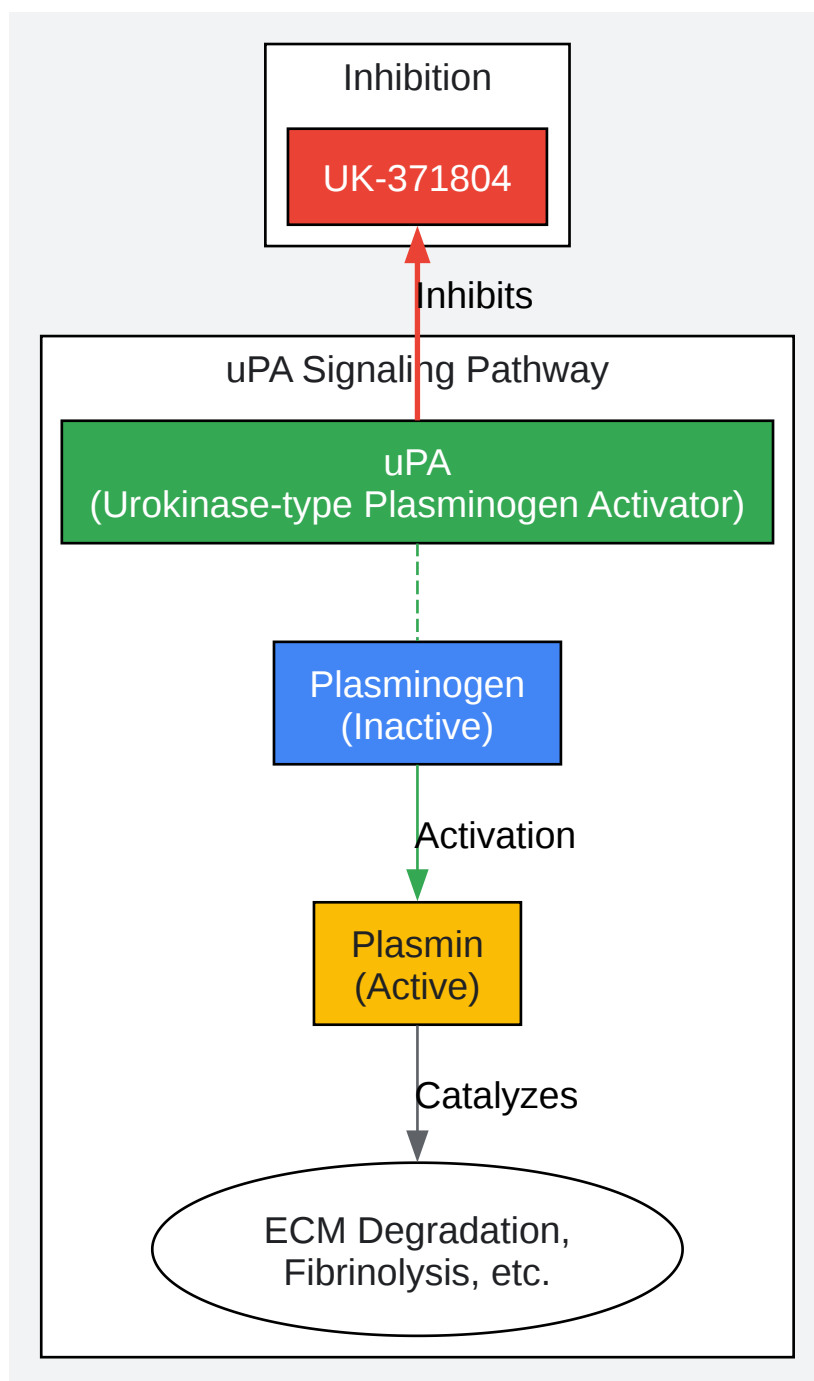 Inhibition
UK-371804
Inhibits
uPA Signaling Pathway
uPA
(Urokinase-type Plasminogen Activator)
Plasminogen
(Inactive)
Activation
Plasmin
(Active)
Catalyzes
ECM Degradation,
Fibrinolysis, etc.